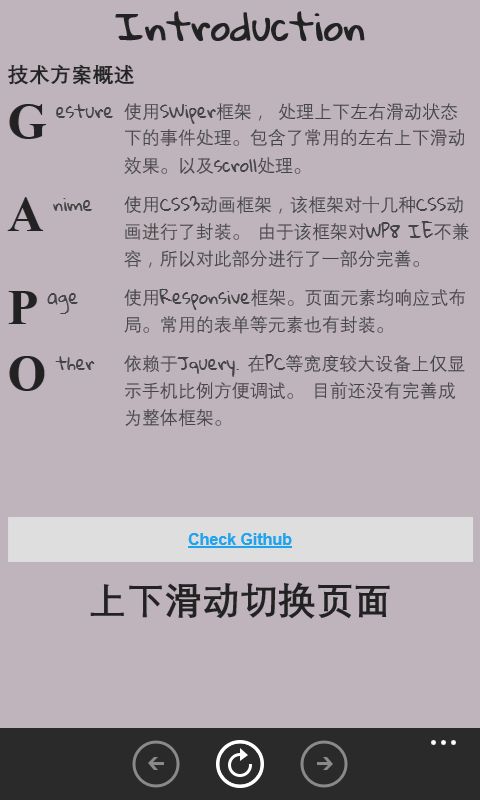 Introduction
技术方案概述
Gesture 使用SWiper框架， 处理上下左右滑动状态
下的事件处理。包含了常用的左右上下滑动
效果。以及scroll处理。
Anime 使用CSS3动画框架，该框架对十几种CSS动
画进行了封装。 由于该框架对WP8 IE不兼
容，所以对此部分进行了一部分完善。
Page 使用Responsive框架。页面元素均响应式布
局。常用的表单等元素也有封装。
Other 依赖于Jquery. 在PC等宽度较大设备上仅显
示手机比例方便调试。 目前还没有完善成
为整体框架。
Check Github
上下滑动切换页面